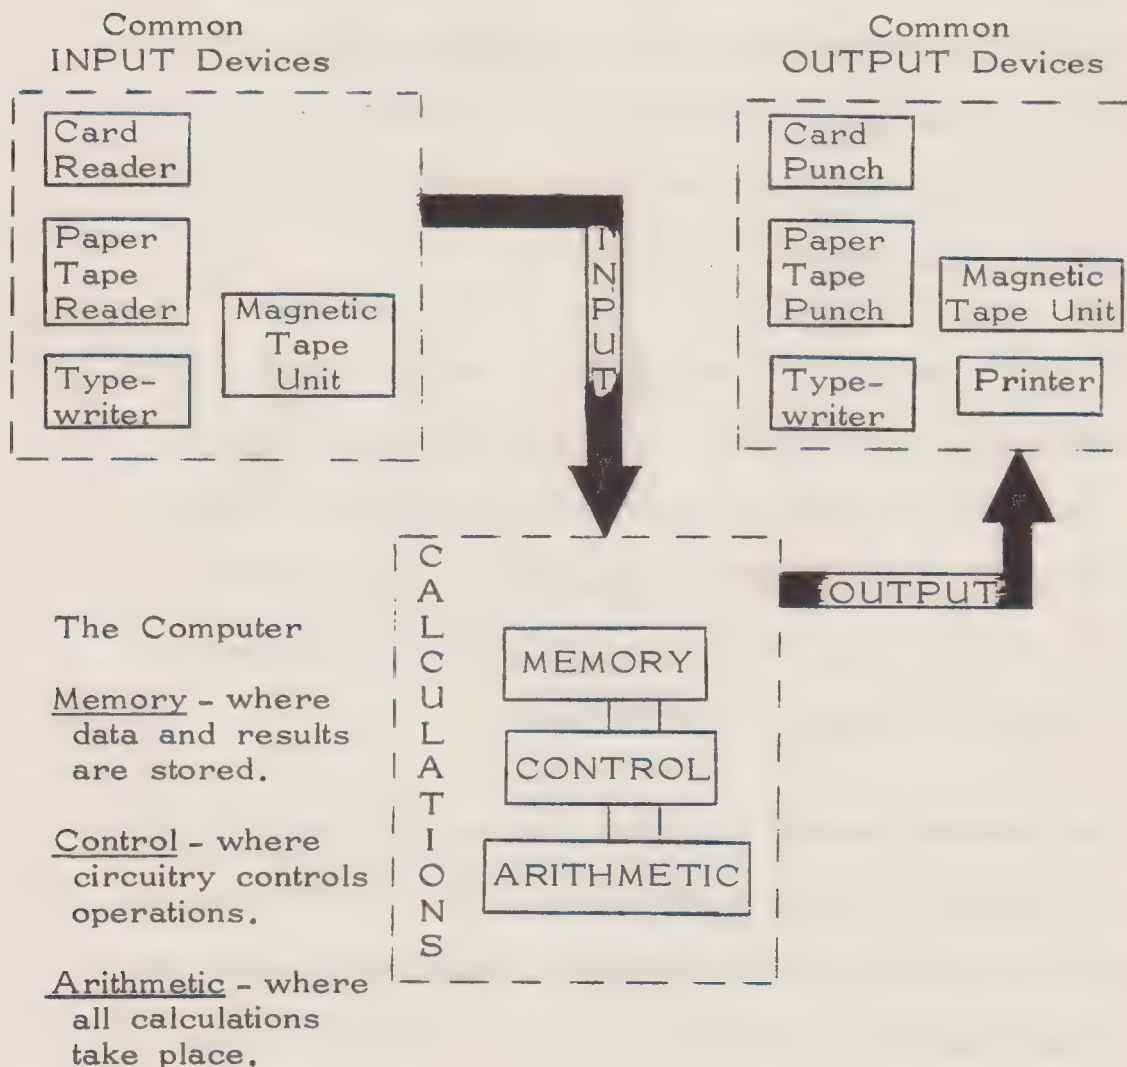 Common
INPUT Devices
Card
Reader
Paper
Tape
Reader
Type-
writer
Magnetic
Tape
Unit
INPUT
Common
OUTPUT Devices
Card
Punch
Paper
Tape
Punch
Type-
writer
Magnetic
Tape Unit
Printer
OUTPUT
CALCULATIONS
MEMORY
CONTROL
ARITHMETIC
The Computer
Memory - where
data and results
are stored.
Control - where
circuitry controls
operations.
Arithmetic - where
all calculations
take place.